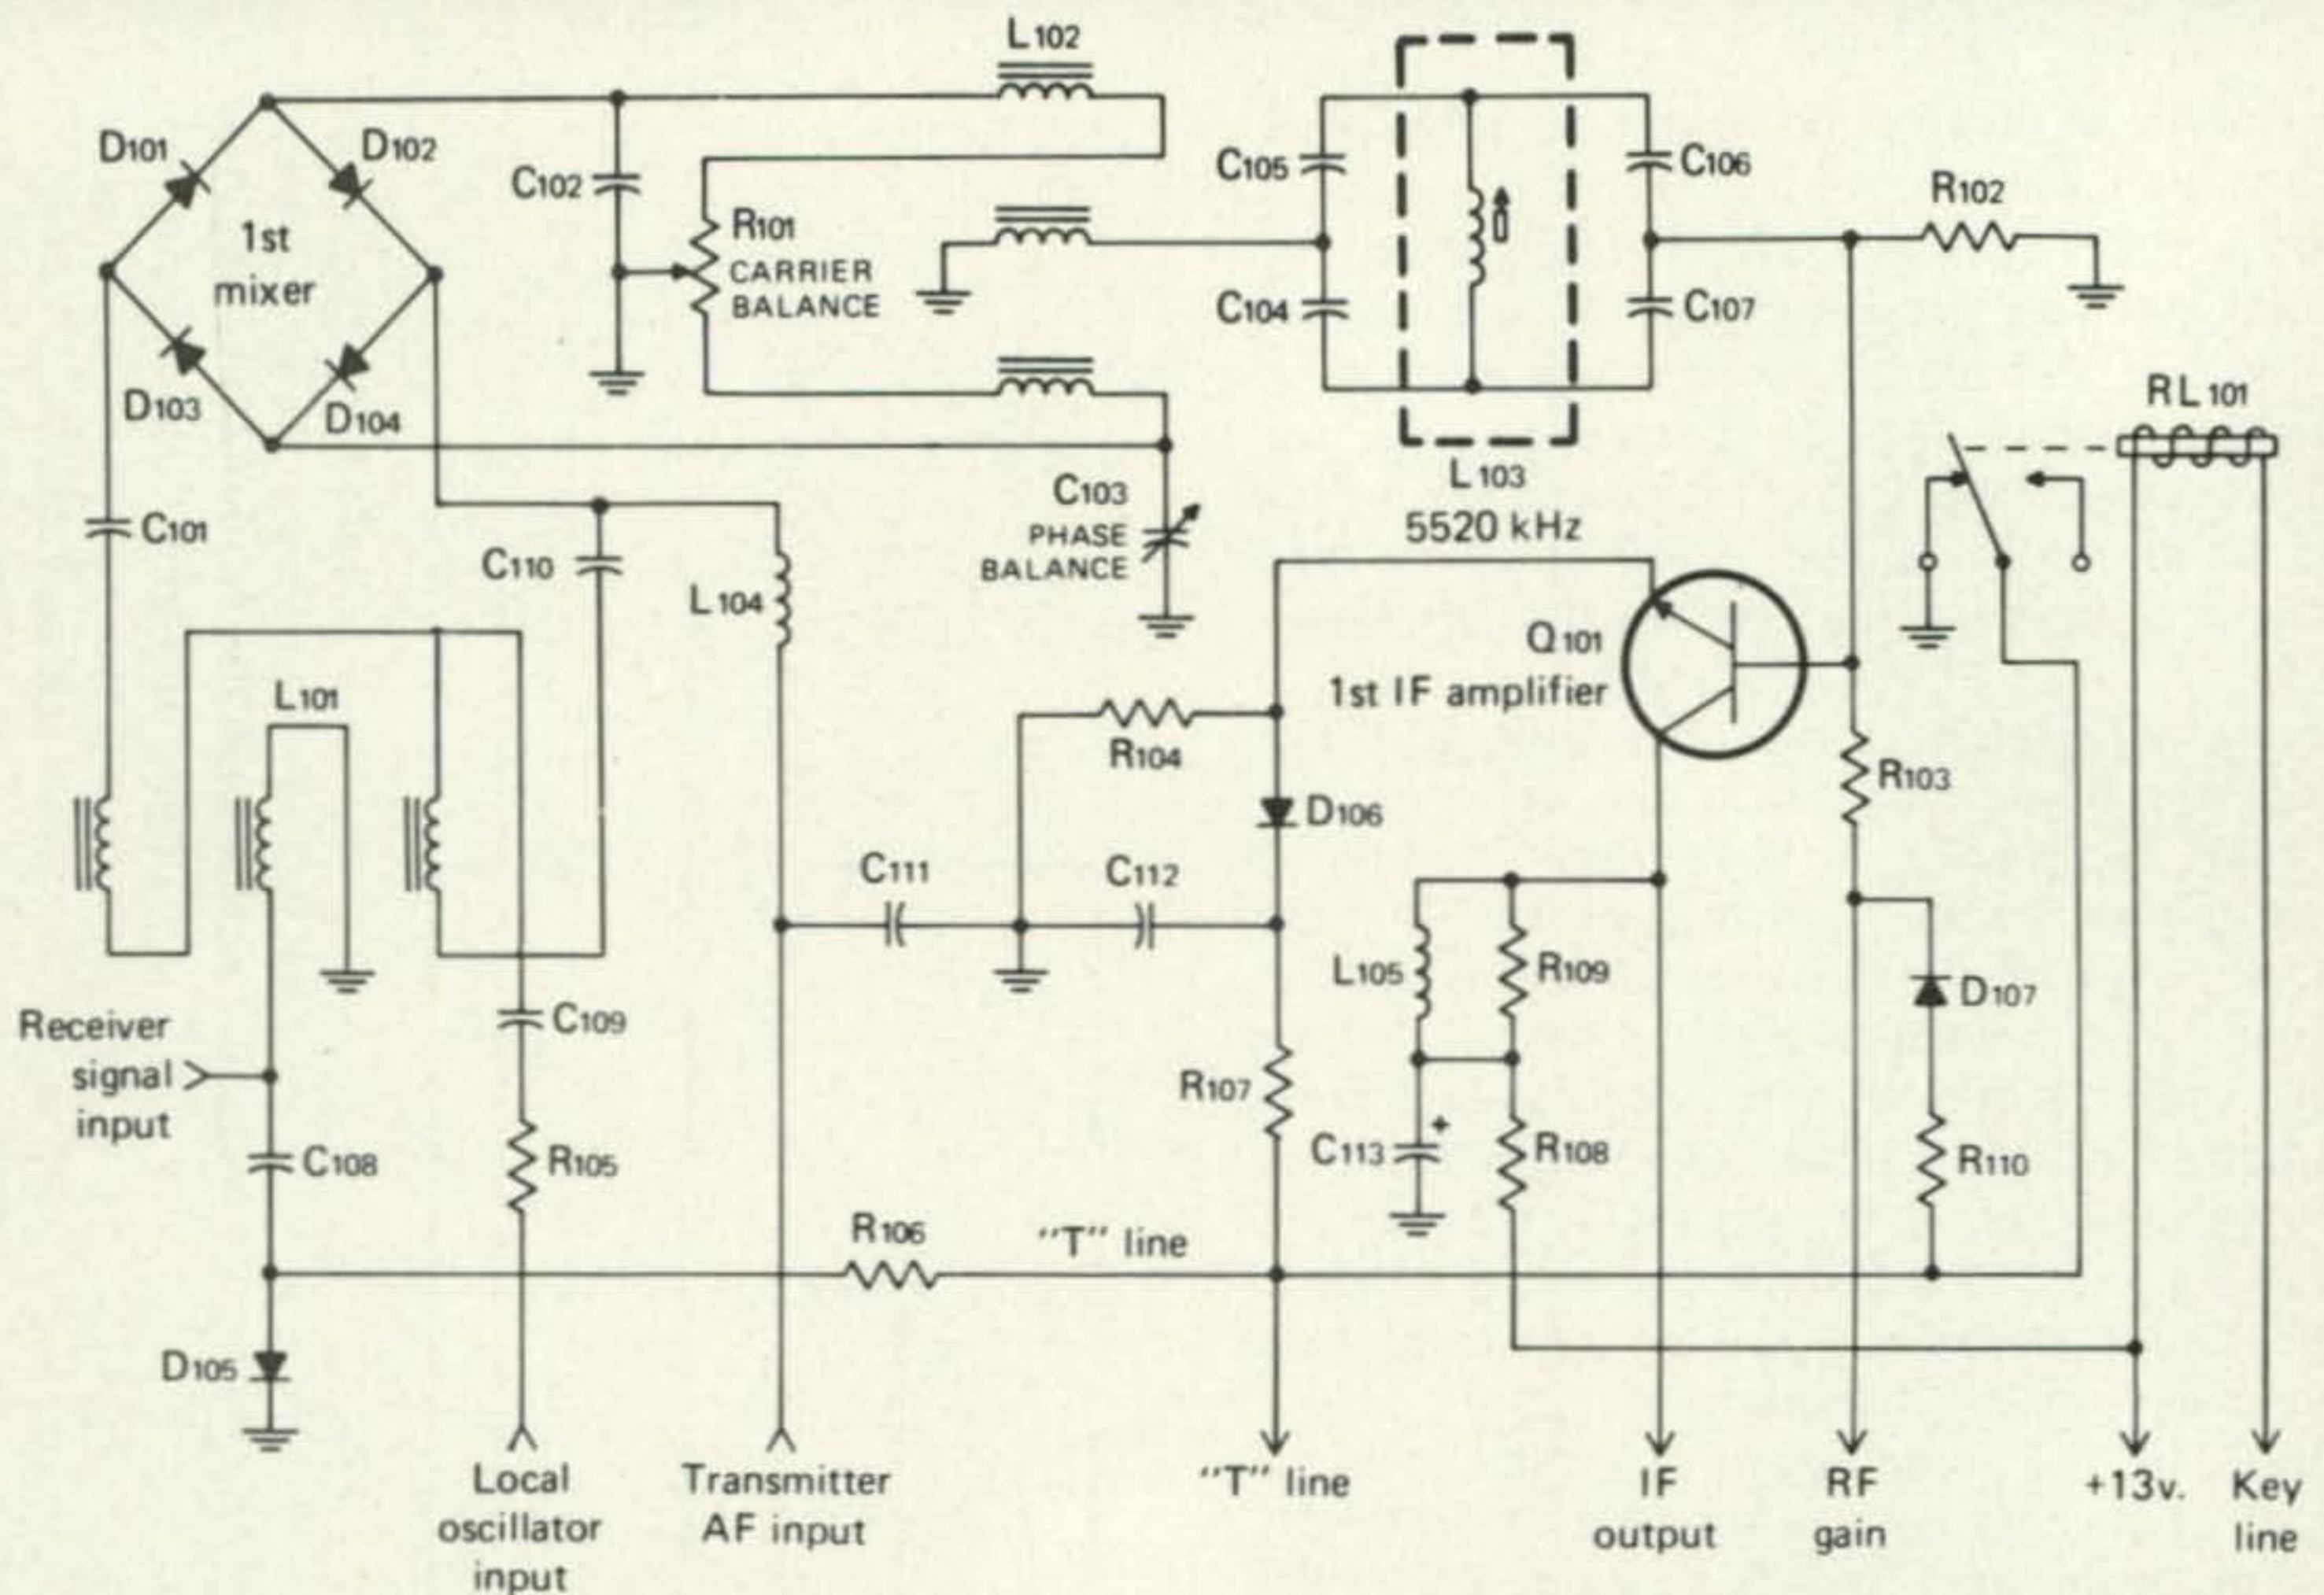 L102
D101
D102
C102
1st
mixer
R101
CARRIER
BALANCE
C105
C106
R102
C104
C107
D103
D104
RL101
L103
5520 kHz
C103
PHASE
BALANCE
C101
C110
L104
Q101
1st IF amplifier
L101
R104
R103
D106
C111
C112
L105
R109
D107
Receiver
signal
input
C109
R107
C108
R105
C113
+
R108
R110
R106
"T" line
D105
Local
oscillator
input
Transmitter
AF input
"T" line
IF
output
RF
gain
+13v.
Key
line